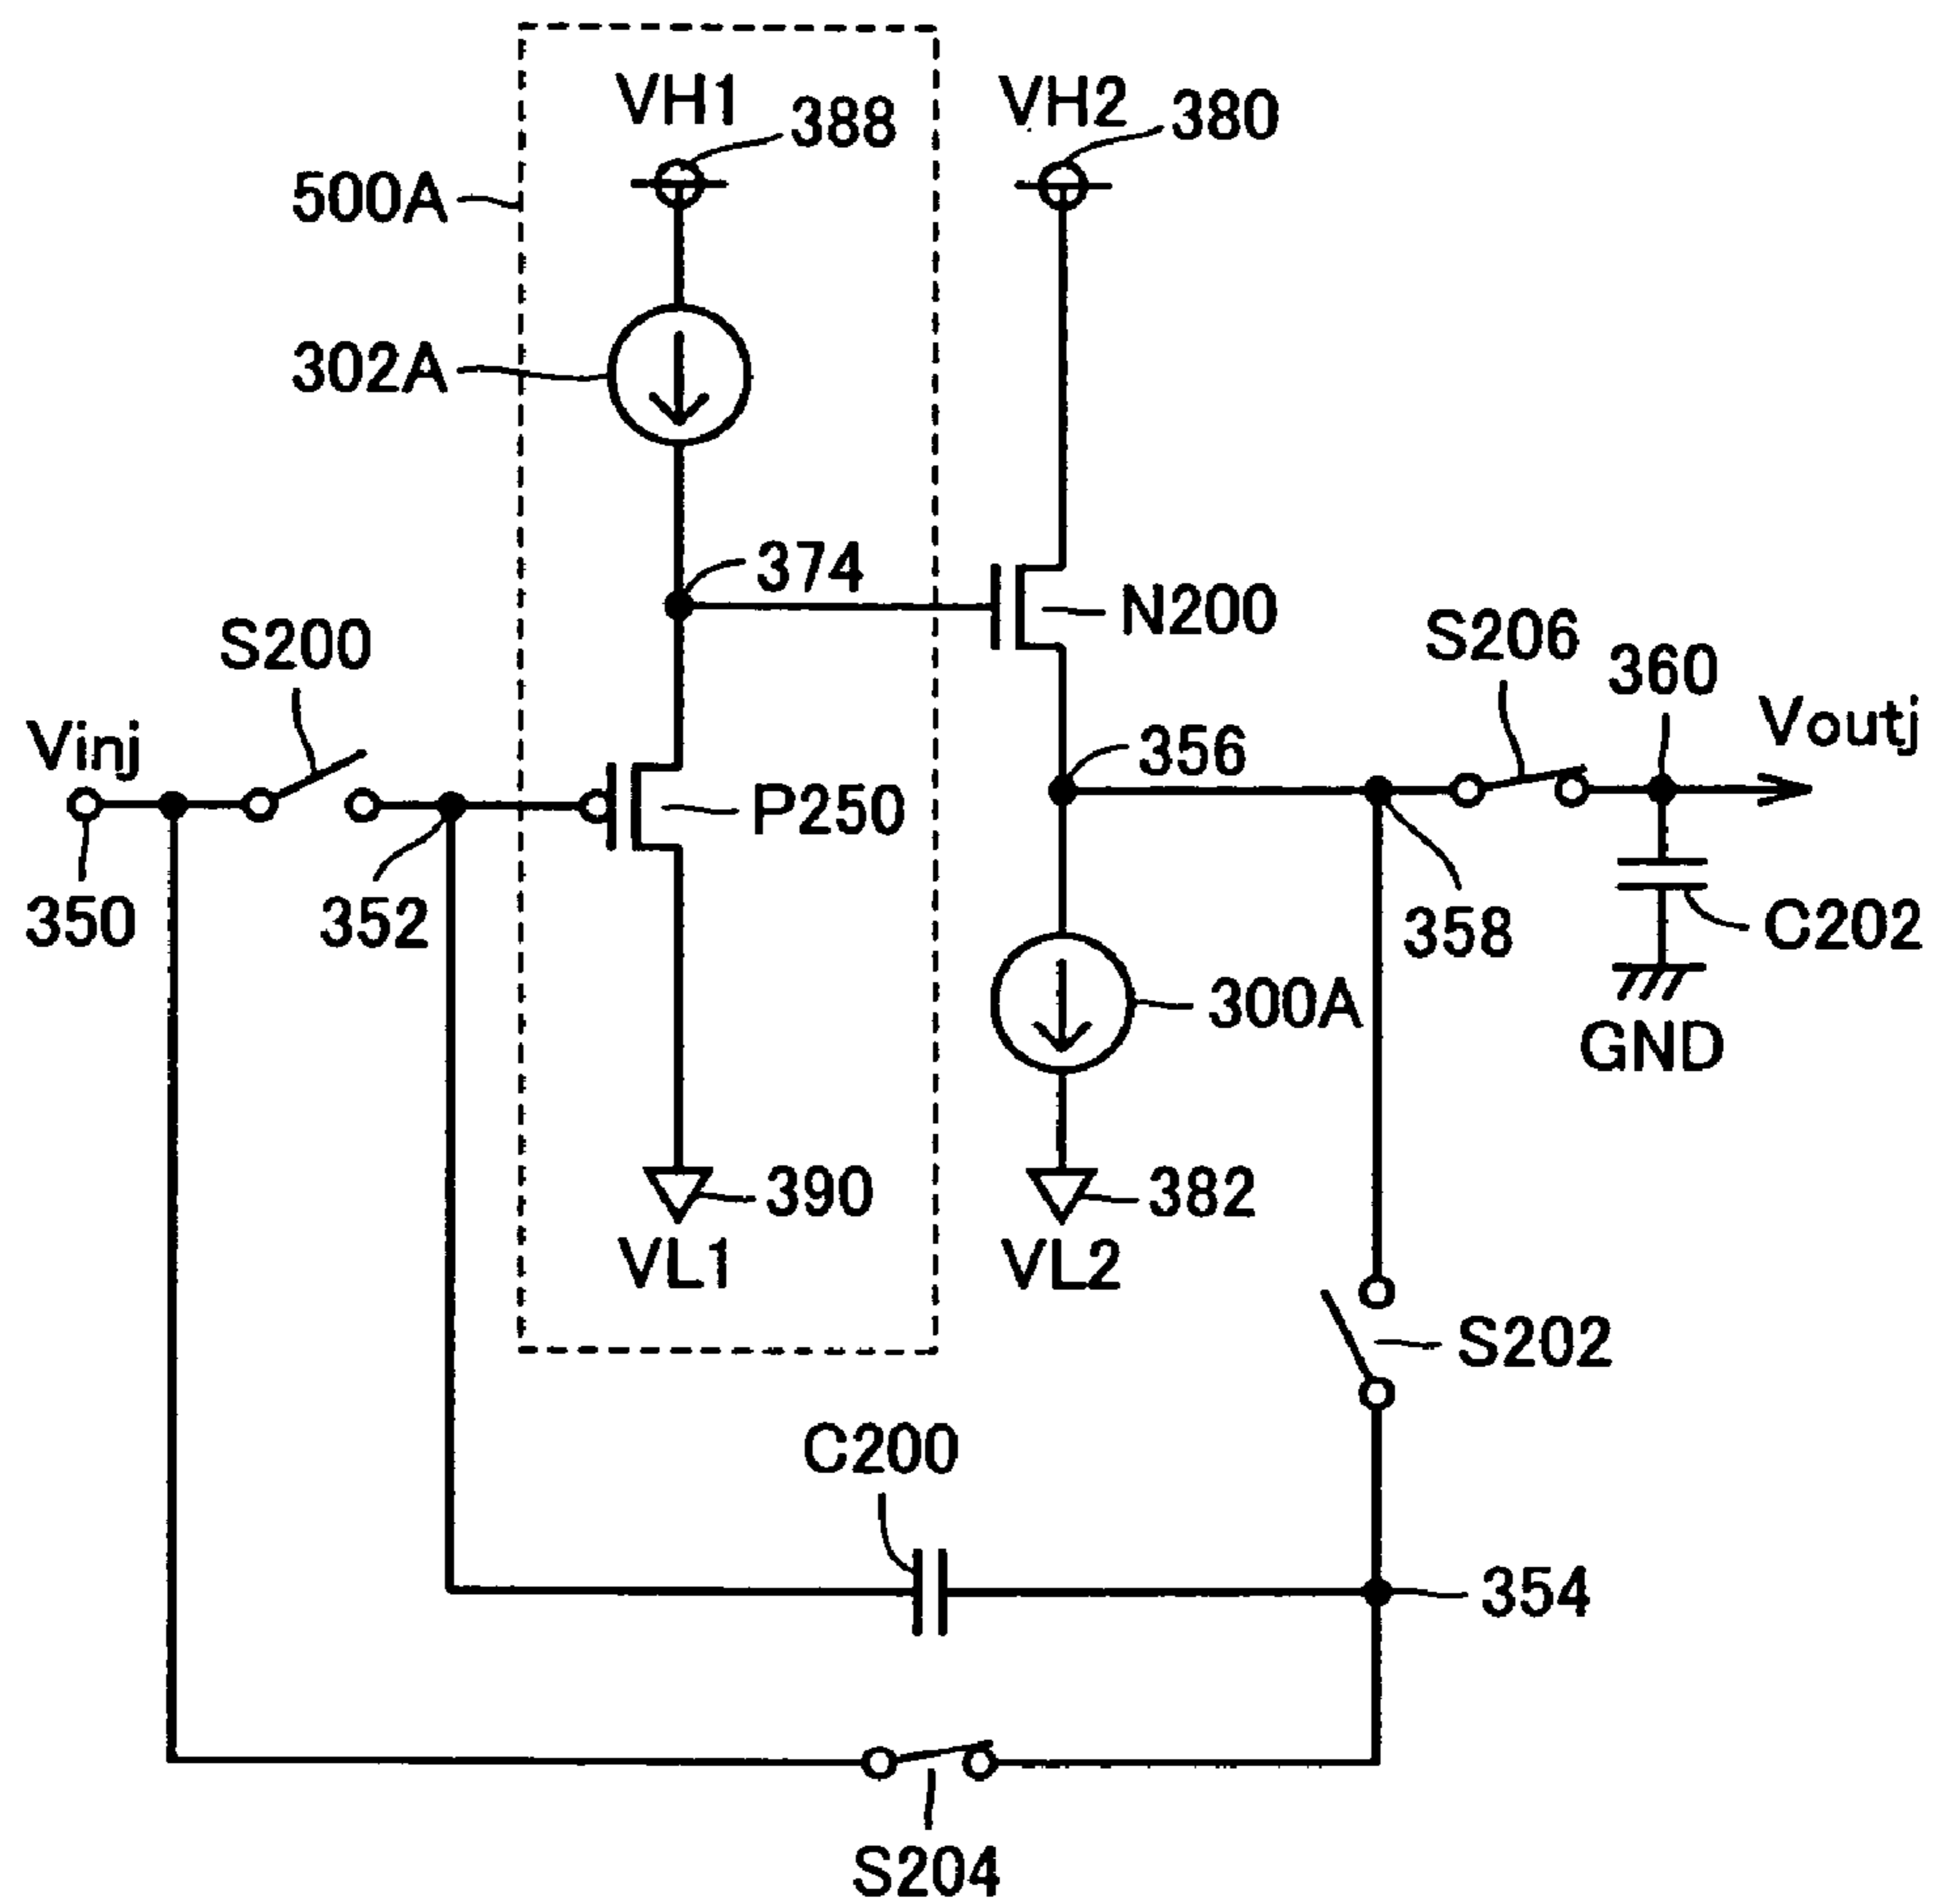 VH1
388
VH2
380
500A
302A
374
N200
S200
S206
360
Vinj
Voutj
356
P250
350
352
358
C202
300A
GND
390
382
VL1
VL2
S202
C200
354
S204